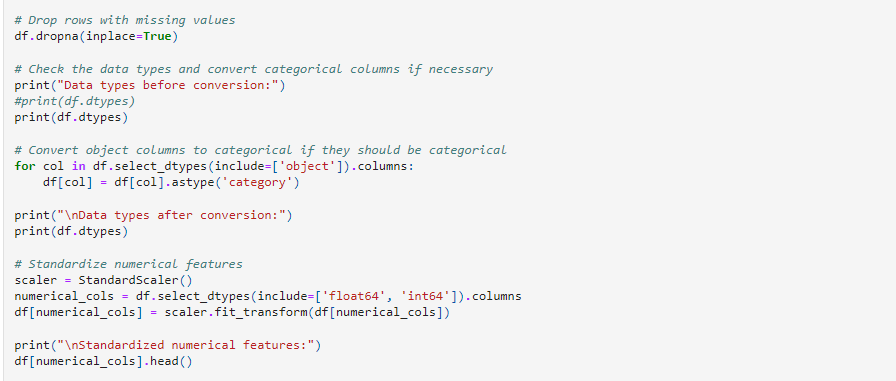 # Drop rows with missing values
df.dropna(inplace=True)
# Check the data types and convert categorical columns if necessary
print("Data types before conversion:")
#print(df.dtypes)
print(df.dtypes)
# Convert object columns to categorical if they should be categorical
for col in df.select_dtypes(include=['object']).columns:
    df[col] = df[col].astype('category')
print("\nData types after conversion:")
print(df.dtypes)
# Standardize numerical features
scaler = StandardScaler()
numerical_cols = df.select_dtypes(include=['float64', 'int64']).columns
df[numerical_cols] = scaler.fit_transform(df[numerical_cols])
print("\nStandardized numerical features:")
df[numerical_cols].head()